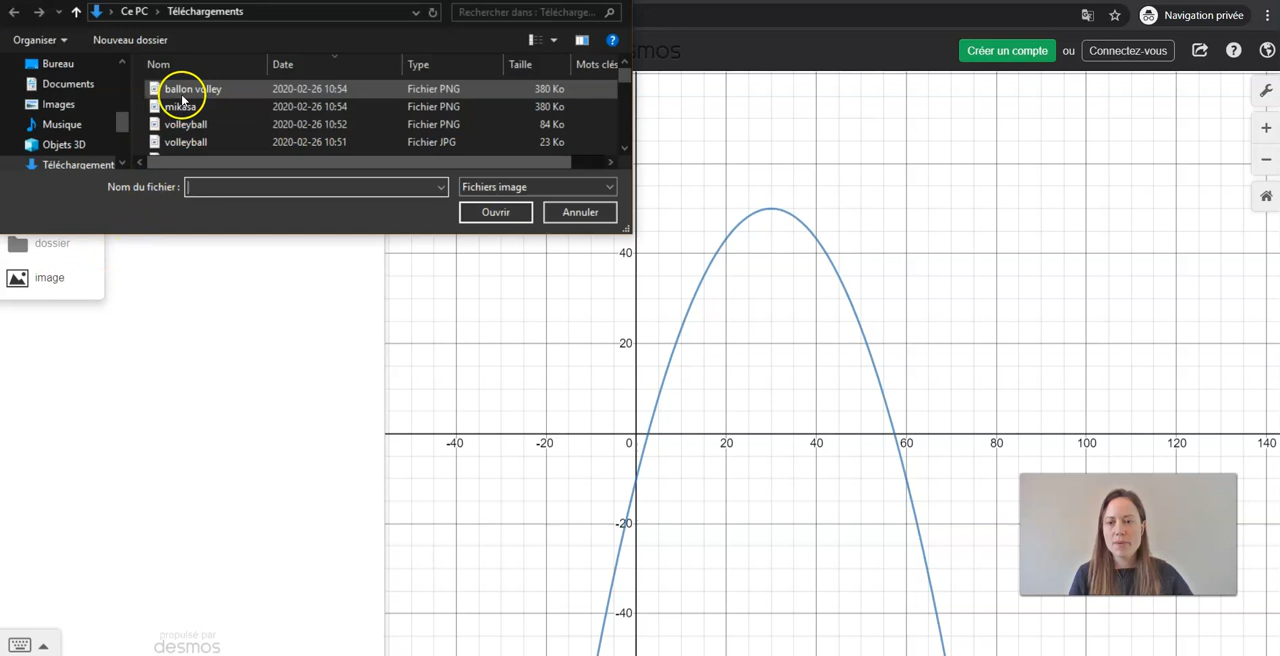 Ce PC > Téléchargements
Rechercher dans : Télécharge...
Navigation privée
Organiser
Nouveau dossier
desmos
Créer un compte
ou
Connectez-vous
Bureau
Documents
Images
Musique
Objets 3D
Téléchargement
Nom Date Type Taille Mots clés
ballon volley 2020-02-26 10:54 Fichier PNG 380 Ko
mikasa 2020-02-26 10:54 Fichier PNG 380 Ko
volleyball 2020-02-26 10:52 Fichier PNG 84 Ko
volleyball 2020-02-26 10:51 Fichier JPG 23 Ko
Nom du fichier :
Fichiers image
Ouvrir
Annuler
dossier
image
40
20
-40 -20 0 20 40 60 80 100 120 140
-20
-40
propulsé par
desmos